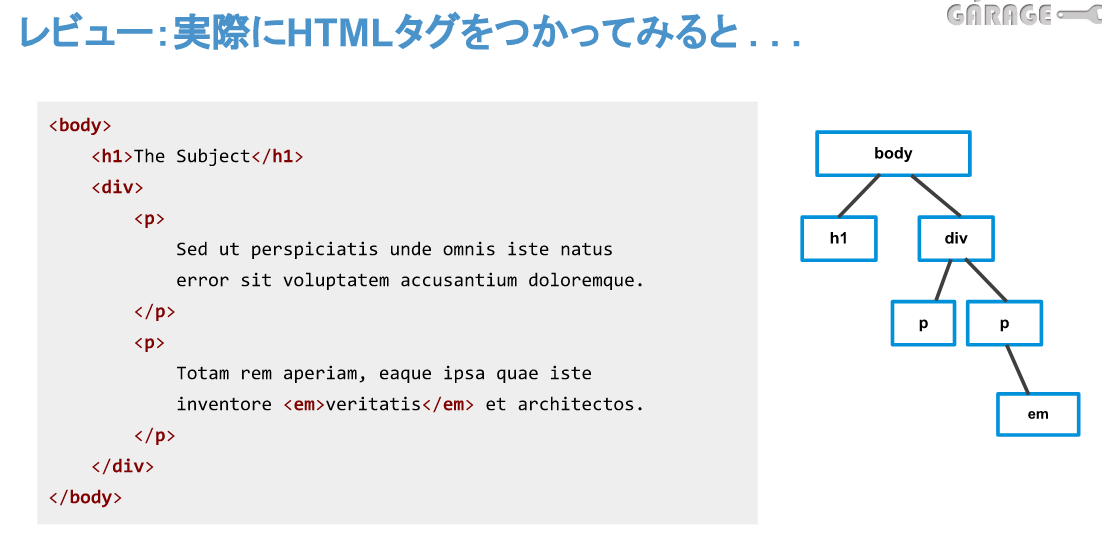 レビュー：実際にHTMLタグをつかってみると . . .
GARAGE
<body>
<h1>The Subject</h1>
<div>
<p>
Sed ut perspiciatis unde omnis iste natus
error sit voluptatem accusantium doloremque.
</p>
<p>
Totam rem aperiam, eaque ipsa quae iste
inventore <em>veritatis</em> et architectos.
</p>
</div>
</body>
body
h1 div
p p
em